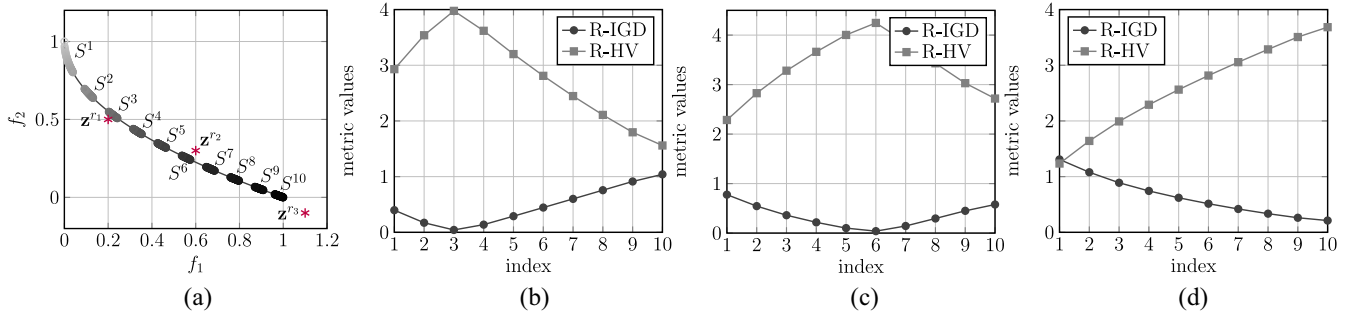 1
0.5
0
f₂
S¹
S²
S³
S⁴
S⁵
S⁶
S⁷
S⁸
S⁹
S¹⁰
z^{r₁}
z^{r₂}
z^{r₃}
0 0.2 0.4 0.6 0.8 1 1.2
f₁
(a)
R-IGD
R-HV
metric values
4
3
2
1
0
1 2 3 4 5 6 7 8 9 10
index
(b)
R-IGD
R-HV
metric values
4
3
2
1
0
1 2 3 4 5 6 7 8 9 10
index
(c)
R-IGD
R-HV
metric values
4
3
2
1
0
1 2 3 4 5 6 7 8 9 10
index
(d)